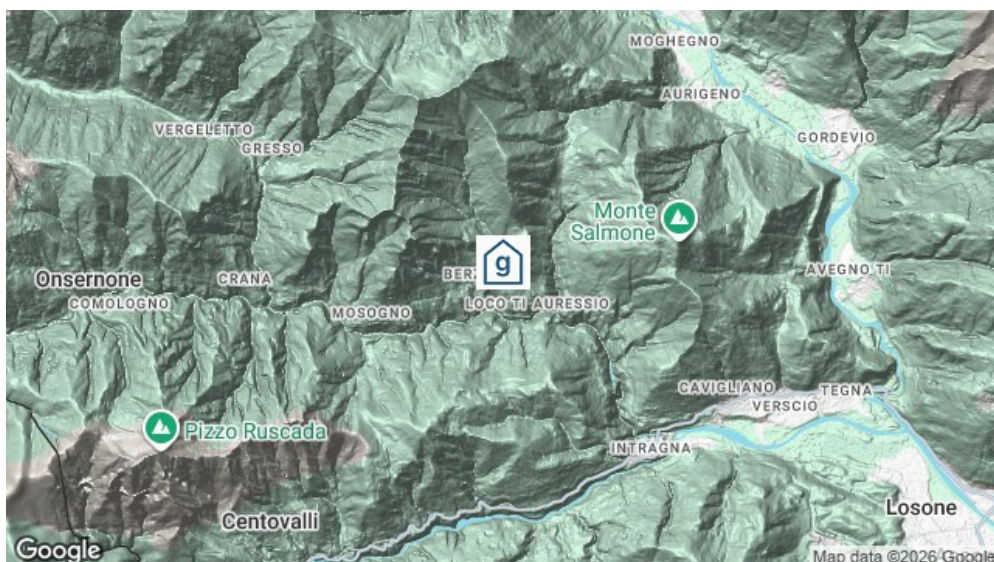 MOGHEGNO
AURIGENO
GORDEVIO
VERGELETTO
GRESSO
Monte
Salmone
g
AVEGNO TI
Onsernone
CRANA
COMOLOGNO
MOSOGNO
LOCO TI AURESSIO
CAVIGLIANO
TEGNA
VERSCIO
Pizzo Ruscada
INTRAGNA
Centovalli
Losone
Google
Map data ©2026 Google